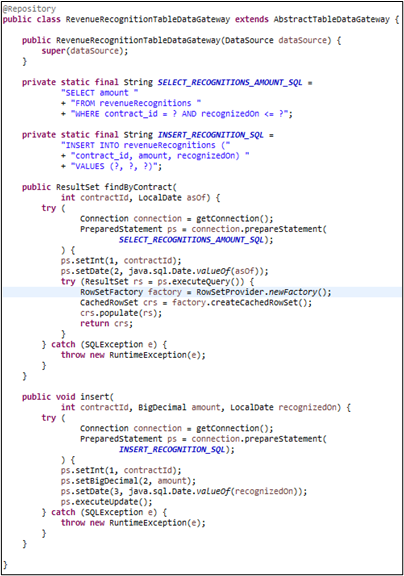 @Repository
public class RevenueRecognitionTableDataGateway extends AbstractTableDataGateway {
public RevenueRecognitionTableDataGateway(DataSource dataSource) {
super(dataSource);
}
private static final String SELECT_RECOGNITIONS_AMOUNT_SQL =
"SELECT amount "
+ "FROM revenueRecognitions "
+ "WHERE contract_id = ? AND recognizedOn <= ?";
private static final String INSERT_RECOGNITION_SQL =
"INSERT INTO revenueRecognitions ("
+ "contract_id, amount, recognizedOn) "
+ "VALUES (?, ?, ?)";
public ResultSet findByContract(
int contractId, LocalDate asOf) {
try (
Connection connection = getConnection();
PreparedStatement ps = connection.prepareStatement(
SELECT_RECOGNITIONS_AMOUNT_SQL);
) {
ps.setInt(1, contractId);
ps.setDate(2, java.sql.Date.valueOf(asOf));
try (ResultSet rs = ps.executeQuery()) {
RowSetFactory factory = RowSetProvider.newFactory();
CachedRowSet crs = factory.createCachedRowSet();
crs.populate(rs);
return crs;
}
} catch (SQLException e) {
throw new RuntimeException(e);
}
}
public void insert(
int contractId, BigDecimal amount, LocalDate recognizedOn) {
try (
Connection connection = getConnection();
PreparedStatement ps = connection.prepareStatement(
INSERT_RECOGNITION_SQL);
) {
ps.setInt(1, contractId);
ps.setBigDecimal(2, amount);
ps.setDate(3, java.sql.Date.valueOf(recognizedOn));
ps.executeUpdate();
} catch (SQLException e) {
throw new RuntimeException(e);
}
}
}